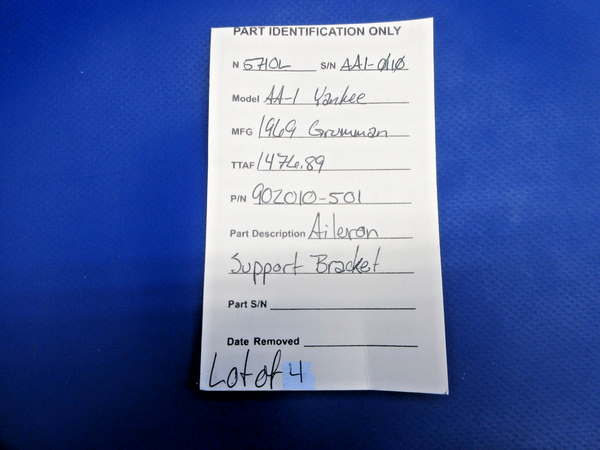 PART IDENTIFICATION ONLY
N 5710L S/N AA1-0010
Model AA-1 Yankee
MFG 1969 Grumman
TTAF 1476.89
P/N 902010-501
Part Description Aileron
Support Bracket
Part S/N
Date Removed
Lot of 4